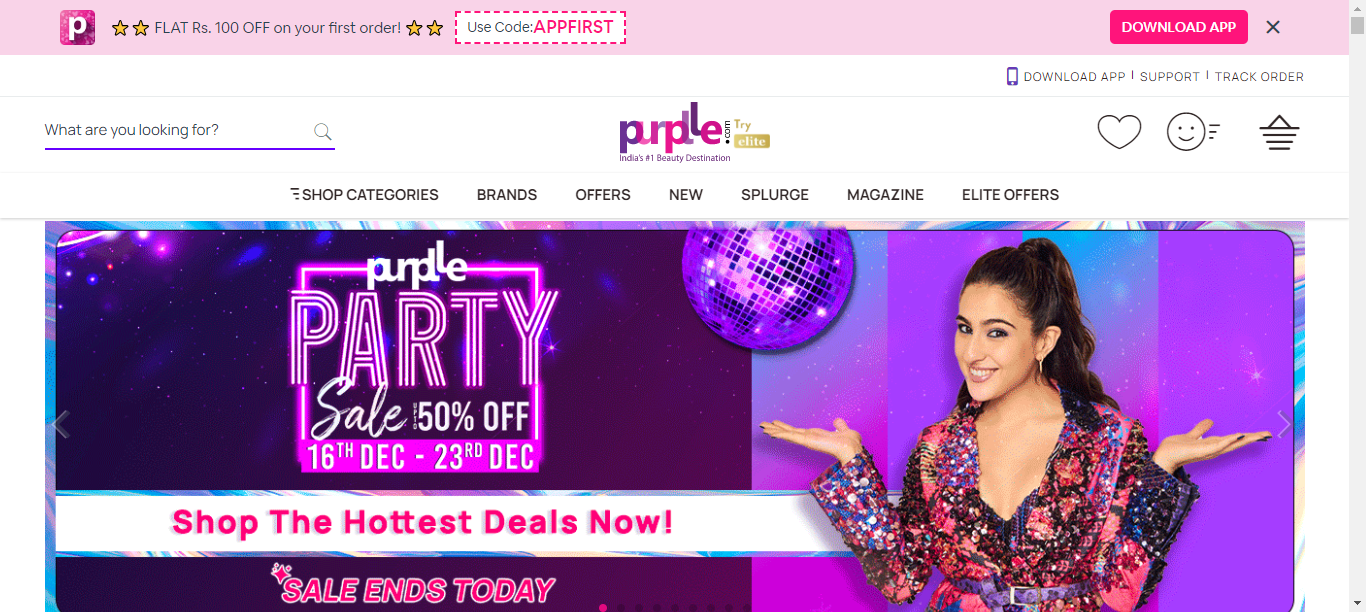 FLAT Rs. 100 OFF on your first order!
Use Code:APPFIRST
DOWNLOAD APP
DOWNLOAD APP
SUPPORT
TRACK ORDER
What are you looking for?
purplle.com
Try elite
India's #1 Beauty Destination
SHOP CATEGORIES
BRANDS
OFFERS
NEW
SPLURGE
MAGAZINE
ELITE OFFERS
purplle
PARTY
Sale UPTO 50% OFF
16TH DEC - 23RD DEC
Shop The Hottest Deals Now!
SALE ENDS TODAY